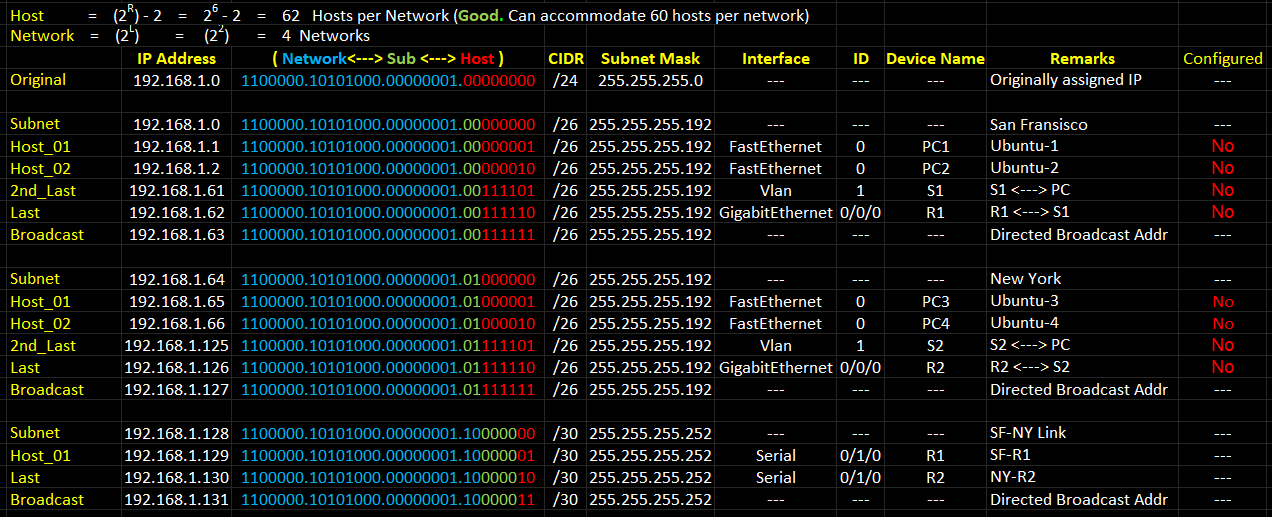 Host = (2^R) - 2 = 2^6 - 2 = 62 Hosts per Network (Good. Can accommodate 60 hosts per network)
Network = (2^L) = (2^2) = 4 Networks
IP Address ( Network<---> Sub <---> Host ) CIDR Subnet Mask Interface ID Device Name Remarks Configured
Original 192.168.1.0 1100000.10101000.00000001.00000000 /24 255.255.255.0 --- --- --- Originally assigned IP ---
Subnet 192.168.1.0 1100000.10101000.00000001.00000000 /26 255.255.255.192 --- --- --- San Fransisco ---
Host_01 192.168.1.1 1100000.10101000.00000001.00000001 /26 255.255.255.192 FastEthernet 0 PC1 Ubuntu-1 No
Host_02 192.168.1.2 1100000.10101000.00000001.00000010 /26 255.255.255.192 FastEthernet 0 PC2 Ubuntu-2 No
2nd_Last 192.168.1.61 1100000.10101000.00000001.00111101 /26 255.255.255.192 Vlan 1 S1 S1 <---> PC No
Last 192.168.1.62 1100000.10101000.00000001.00111110 /26 255.255.255.192 GigabitEthernet 0/0/0 R1 R1 <---> S1 No
Broadcast 192.168.1.63 1100000.10101000.00000001.00111111 /26 255.255.255.192 --- --- --- Directed Broadcast Addr ---
Subnet 192.168.1.64 1100000.10101000.00000001.01000000 /26 255.255.255.192 --- --- --- New York ---
Host_01 192.168.1.65 1100000.10101000.00000001.01000001 /26 255.255.255.192 FastEthernet 0 PC3 Ubuntu-3 No
Host_02 192.168.1.66 1100000.10101000.00000001.01000010 /26 255.255.255.192 FastEthernet 0 PC4 Ubuntu-4 No
2nd_Last 192.168.1.125 1100000.10101000.00000001.01111101 /26 255.255.255.192 Vlan 1 S2 S2 <---> PC No
Last 192.168.1.126 1100000.10101000.00000001.01111110 /26 255.255.255.192 GigabitEthernet 0/0/0 R2 R2 <---> S2 No
Broadcast 192.168.1.127 1100000.10101000.00000001.01111111 /26 255.255.255.192 --- --- --- Directed Broadcast Addr ---
Subnet 192.168.1.128 1100000.10101000.00000001.10000000 /30 255.255.255.252 --- --- --- SF-NY Link ---
Host_01 192.168.1.129 1100000.10101000.00000001.10000001 /30 255.255.255.252 Serial 0/1/0 R1 SF-R1 ---
Last 192.168.1.130 1100000.10101000.00000001.10000010 /30 255.255.255.252 Serial 0/1/0 R2 NY-R2 ---
Broadcast 192.168.1.131 1100000.10101000.00000001.10000011 /30 255.255.255.252 --- --- --- Directed Broadcast Addr ---